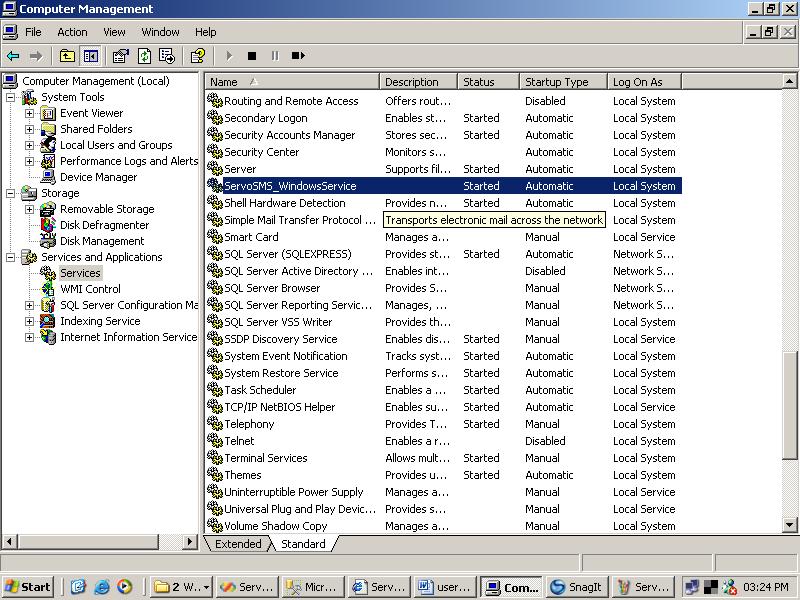 Computer Management
File Action View Window Help
Computer Management (Local)
System Tools
Event Viewer
Shared Folders
Local Users and Groups
Performance Logs and Alerts
Device Manager
Storage
Removable Storage
Disk Defragmenter
Disk Management
Services and Applications
Services
WMI Control
SQL Server Configuration Ma
Indexing Service
Internet Information Service
Name Description Status Startup Type Log On As
Routing and Remote Access Offers rout... Disabled Local System
Secondary Logon Enables st... Started Automatic Local System
Security Accounts Manager Stores sec... Started Automatic Local System
Security Center Monitors s... Automatic Local System
Server Supports fil... Started Automatic Local System
ServoSMS_WindowsService Started Automatic Local System
Shell Hardware Detection Provides n... Started Automatic Local System
Simple Mail Transfer Protocol ... Transports electronic mail across the network Local System
Smart Card Manages a... Manual Local Service
SQL Server (SQLEXPRESS) Provides st... Started Automatic Network S...
SQL Server Active Directory ... Enables int... Disabled Network S...
SQL Server Browser Provides S... Manual Network S...
SQL Server Reporting Servic... Manages, ... Manual Network S...
SQL Server VSS Writer Provides th... Manual Local System
SSDP Discovery Service Enables dis... Started Manual Local Service
System Event Notification Tracks syst... Started Automatic Local System
System Restore Service Performs s... Started Automatic Local System
Task Scheduler Enables a ... Started Automatic Local System
TCP/IP NetBIOS Helper Enables su... Started Automatic Local Service
Telephony Provides T... Started Manual Local System
Telnet Enables a r... Disabled Local System
Terminal Services Allows mult... Started Manual Local System
Themes Provides u... Started Automatic Local System
Uninterruptible Power Supply Manages a... Manual Local Service
Universal Plug and Play Devic... Provides s... Manual Local Service
Volume Shadow Copy Manages a... Manual Local System
Extended Standard
Start 2 W... Serv... Micr... Serv... user... Com... SnagIt Serv... 03:24 PM